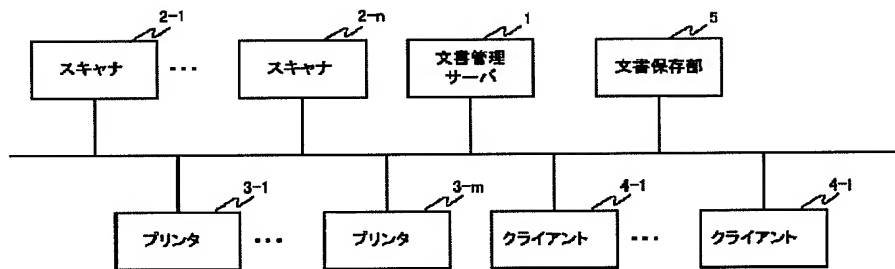 2-1
2-n
1
5
スキャナ
・・・
スキャナ
文書管理
サーバ
文書保存部
3-1
3-m
4-1
4-l
プリンタ
・・・
プリンタ
クライアント
・・・
クライアント